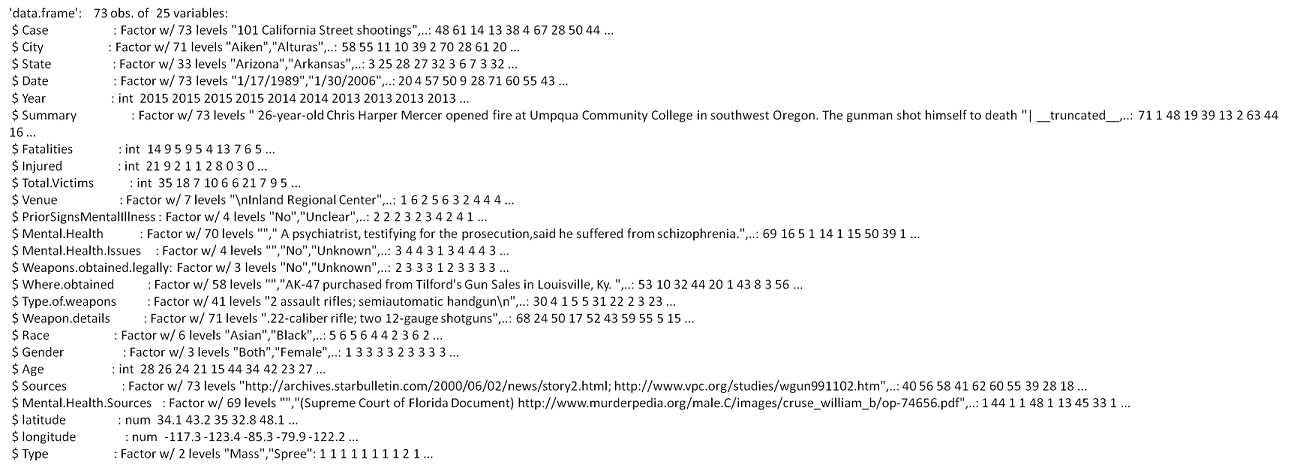 'data.frame': 73 obs. of 25 variables:
$ Case : Factor w/ 73 levels "101 California Street shootings",..: 48 61 14 13 38 4 67 28 50 44 ...
$ City : Factor w/ 71 levels "Aiken","Alturas",..: 58 55 11 10 39 2 70 28 61 20 ...
$ State : Factor w/ 33 levels "Arizona","Arkansas",..: 3 25 28 27 32 3 6 7 3 32 ...
$ Date : Factor w/ 73 levels "1/17/1989","1/30/2006",..: 20 4 57 50 9 28 71 60 55 43 ...
$ Year : int 2015 2015 2015 2015 2014 2014 2013 2013 2013 2013 ...
$ Summary : Factor w/ 73 levels " 26-year-old Chris Harper Mercer opened fire at Umpqua Community College in southwest Oregon. The gunman shot himself to death "| __truncated__,..: 71 1 48 19 39 13 2 63 44
16 ...
$ Fatalities : int 14 9 5 9 5 4 13 7 6 5 ...
$ Injured : int 21 9 2 1 1 2 8 0 3 0 ...
$ Total.Victims : int 35 18 7 10 6 6 21 7 9 5 ...
$ Venue : Factor w/ 7 levels "\nInland Regional Center",..: 1 6 2 5 6 3 2 4 4 4 ...
$ PriorSignsMentalIllness : Factor w/ 4 levels "No","Unclear",..: 2 2 2 3 2 3 4 2 4 1 ...
$ Mental.Health : Factor w/ 70 levels ""," A psychiatrist, testifying for the prosecution,said he suffered from schizophrenia.",..: 69 16 5 1 14 1 15 50 39 1 ...
$ Mental.Health.Issues : Factor w/ 4 levels "","No","Unknown",..: 3 4 4 3 1 3 4 4 4 3 ...
$ Weapons.obtained.legally: Factor w/ 3 levels "No","Unknown",..: 2 3 3 3 1 2 3 3 3 3 ...
$ Where.obtained : Factor w/ 58 levels "","AK-47 purchased from Tilford's Gun Sales in Louisville, Ky. ",..: 53 10 32 44 20 1 43 8 3 56 ...
$ Type.of.weapons : Factor w/ 41 levels "2 assault rifles; semiautomatic handgun\n",..: 30 4 1 5 5 31 22 2 3 23 ...
$ Weapon.details : Factor w/ 71 levels ".22-caliber rifle; two 12-gauge shotguns",..: 68 24 50 17 52 43 59 55 5 15 ...
$ Race : Factor w/ 6 levels "Asian","Black",..: 5 6 5 6 4 4 2 3 6 2 ...
$ Gender : Factor w/ 3 levels "Both","Female",..: 1 3 3 3 3 2 3 3 3 3 ...
$ Age : int 28 26 24 21 15 44 34 42 23 27 ...
$ Sources : Factor w/ 73 levels "http://archives.starbulletin.com/2000/06/02/news/story2.html; http://www.vpc.org/studies/wgun991102.htm",..: 40 56 58 41 62 60 55 39 28 18 ...
$ Mental.Health.Sources : Factor w/ 69 levels "","(Supreme Court of Florida Document) http://www.murderpedia.org/male.C/images/cruse_william_b/op-74656.pdf",..: 1 44 1 1 48 1 13 45 33 1 ...
$ latitude : num 34.1 43.2 35 32.8 48.1 ...
$ longitude : num -117.3 -123.4 -85.3 -79.9 -122.2 ...
$ Type : Factor w/ 2 levels "Mass","Spree": 1 1 1 1 1 1 1 1 2 1 ...